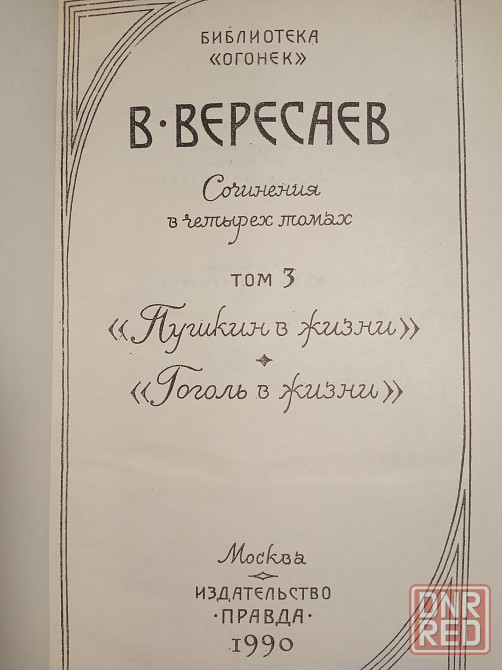 БИБЛИОТЕКА
«ОГОНЕК»
В·ВЕРЕСАЕВ
Сочинения
в четырех томах
ТОМ 3
«Пушкин в жизни»
«Гоголь в жизни»
Москва
ИЗДАТЕЛЬСТВО
·ПРАВДА·
1990
DNR
RED